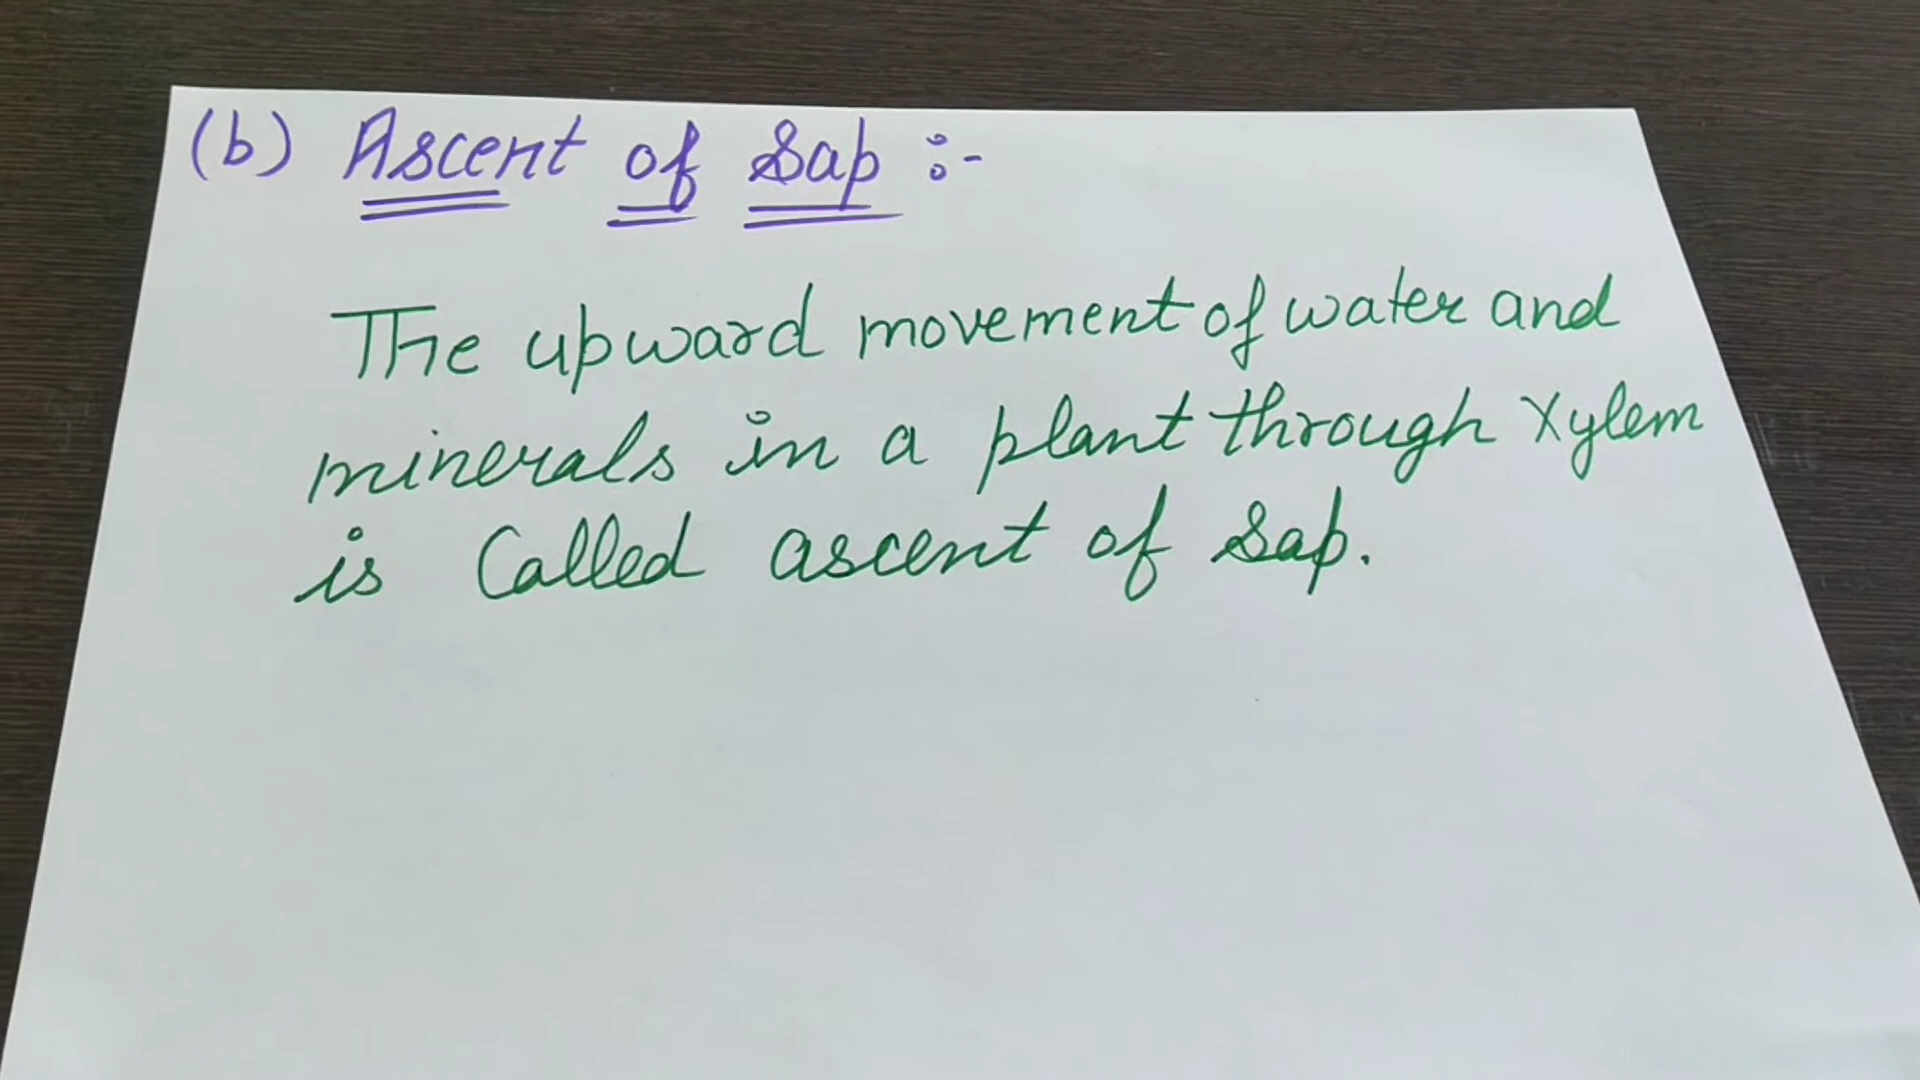 (b) Ascent of Sap :-
The upward movement of water and
minerals in a plant through Xylem
is Called ascent of Sap.